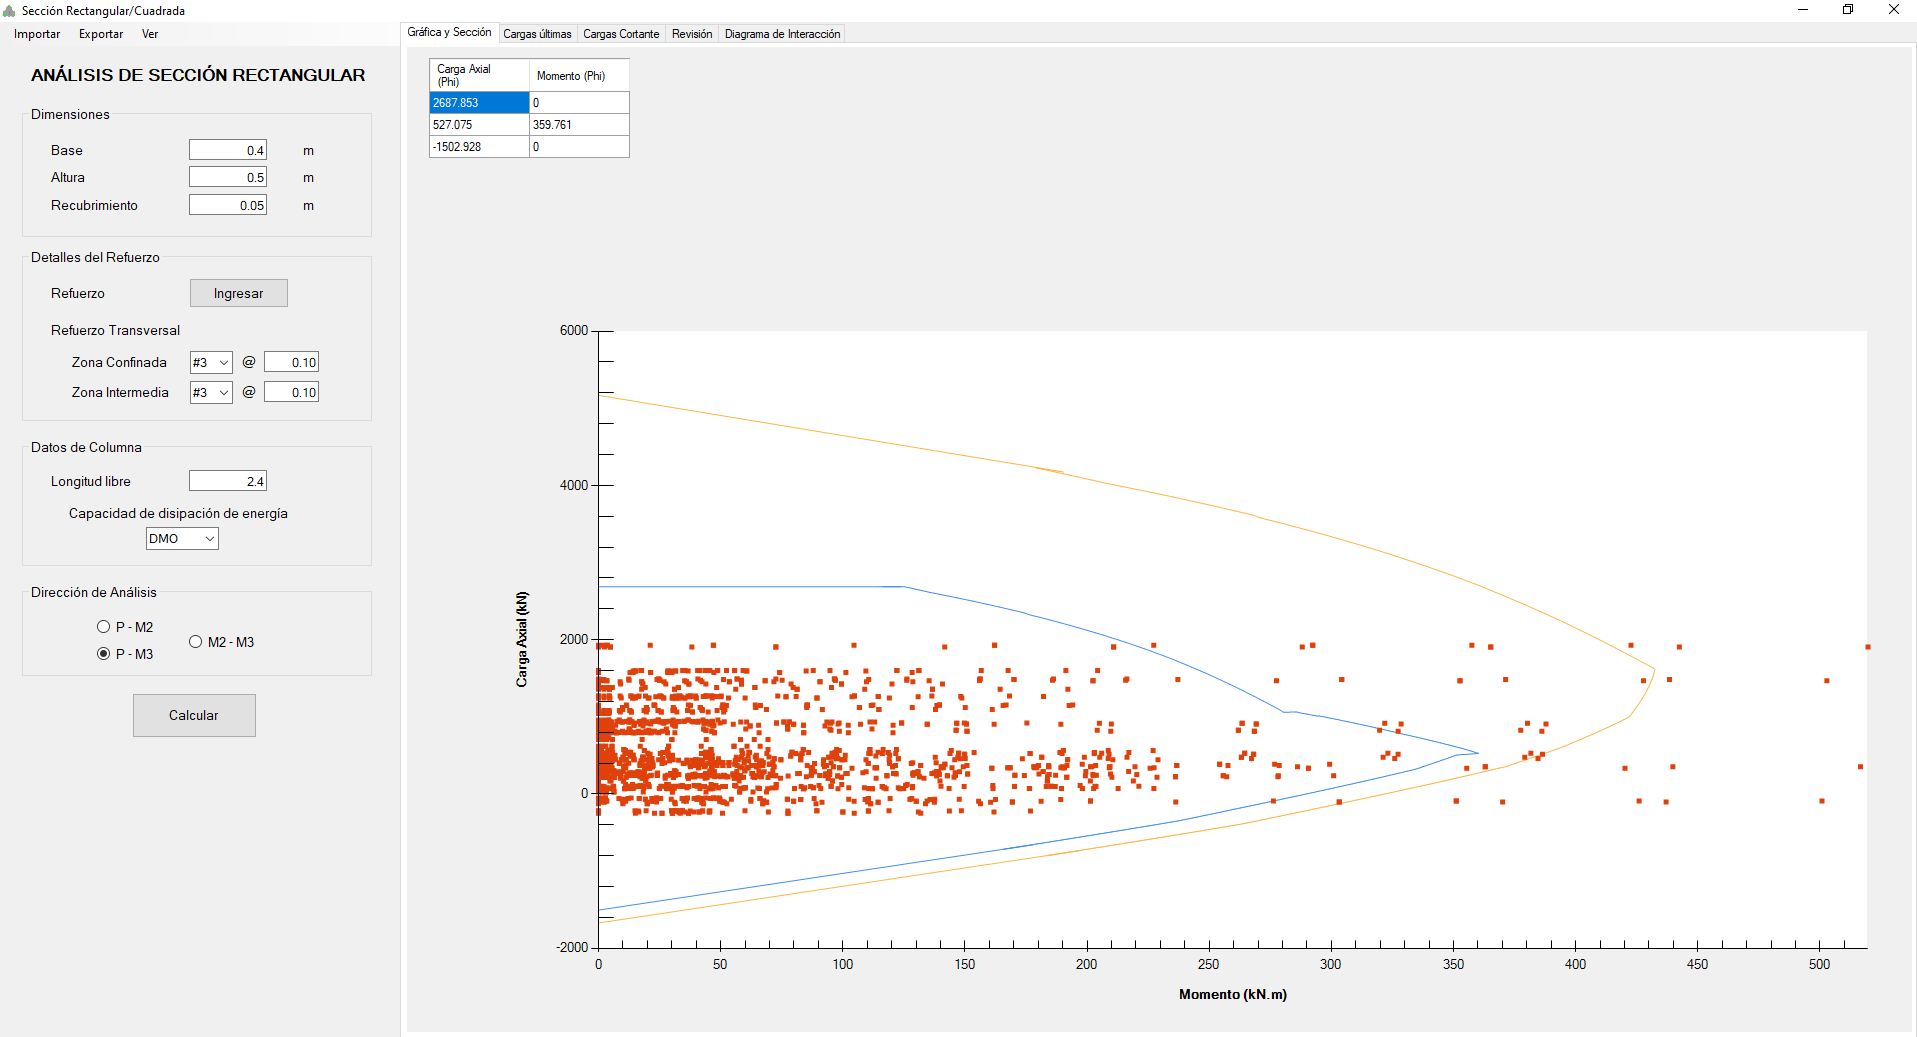 Sección Rectangular/Cuadrada
Importar Exportar Ver
ANÁLISIS DE SECCIÓN RECTANGULAR
Dimensiones
Base 0.4 m
Altura 0.5 m
Recubrimiento 0.05 m
Detalles del Refuerzo
Refuerzo Ingresar
Refuerzo Transversal
Zona Confinada #3 @ 0.10
Zona Intermedia #3 @ 0.10
Datos de Columna
Longitud libre 2.4
Capacidad de disipación de energía
DMO
Dirección de Análisis
P - M2
P - M3
M2 - M3
Calcular
Gráfica y Sección Cargas últimas Cargas Cortante Revisión Diagrama de Interacción
Carga Axial (Phi) Momento (Phi)
2687.853 0
527.075 359.761
-1502.928 0
Carga Axial (kN)
6000
4000
2000
0
-2000
0 50 100 150 200 250 300 350 400 450 500
Momento (kN.m)